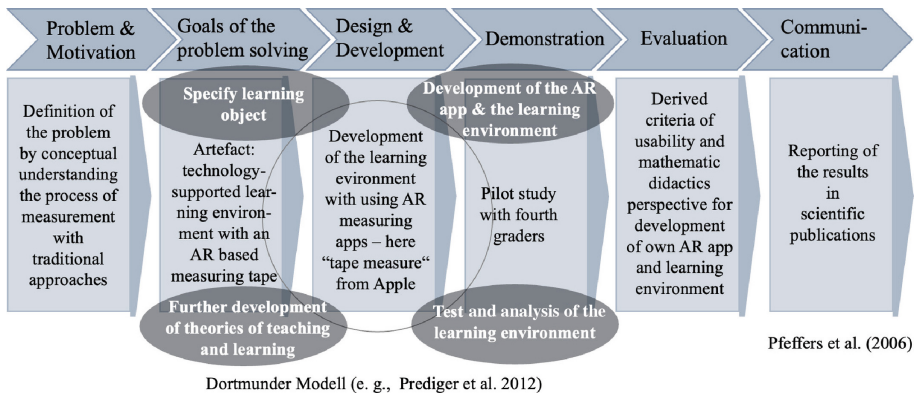 Problem &
Motivation
Goals of the
problem solving
Design &
Development
Demonstration
Evaluation
Communi-
cation
Specify learning
object
Development of the AR
app & the learning
environment
Definition of
the problem
by conceptual
understanding
the process of
measurement
with
traditional
approaches
Artefact:
technology-
supported lear-
ning environ-
ment with an
AR based
measuring tape
Development
of the learning
evironment
with using AR
measuring
apps – here
“tape measure“
from Apple
Pilot study
with fourth
graders
Derived
criteria of
usability and
mathematic
didactics
perspective for
development
of own AR app
and learning
environment
Reporting of
the results
in
scientific
publications
Further development
of theories of teaching
and learning
Test and analysis of the
learning environment
Pfeffers et al. (2006)
Dortmunder Modell (e. g., Prediger et al. 2012)